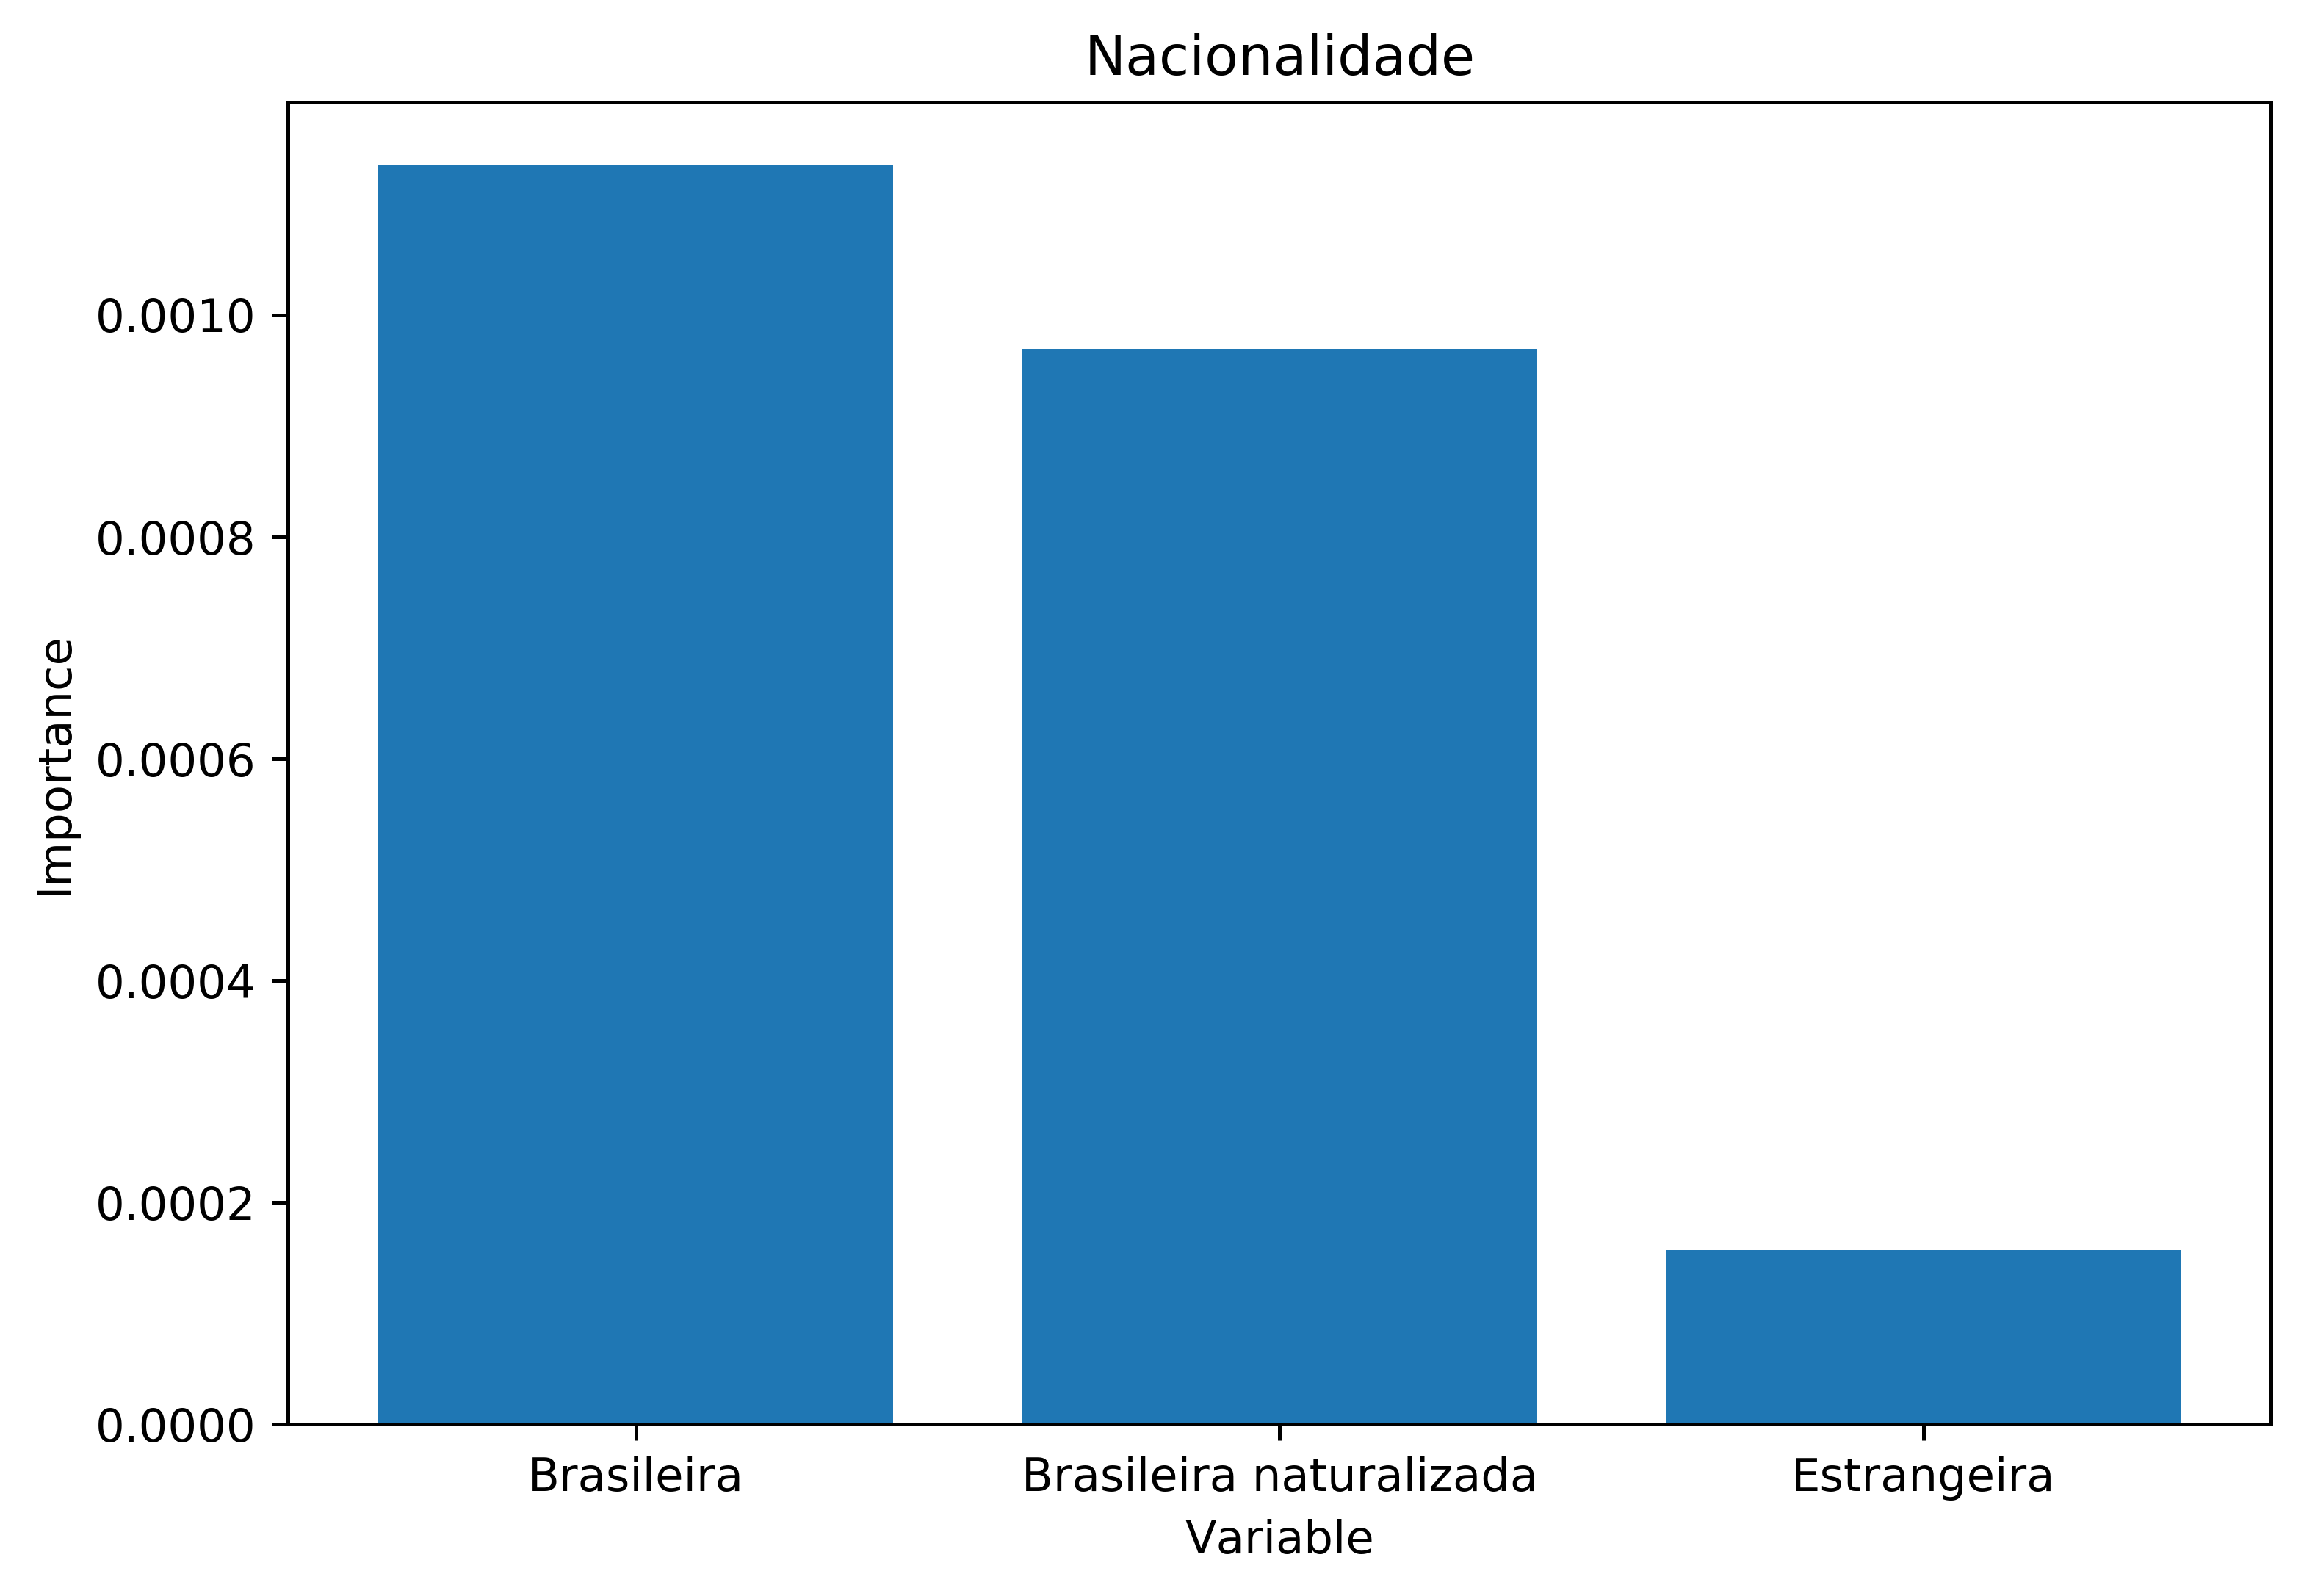 Nacionalidade
Importance
0.0010
0.0008
0.0006
0.0004
0.0002
0.0000
Brasileira
Brasileira naturalizada
Estrangeira
Variable